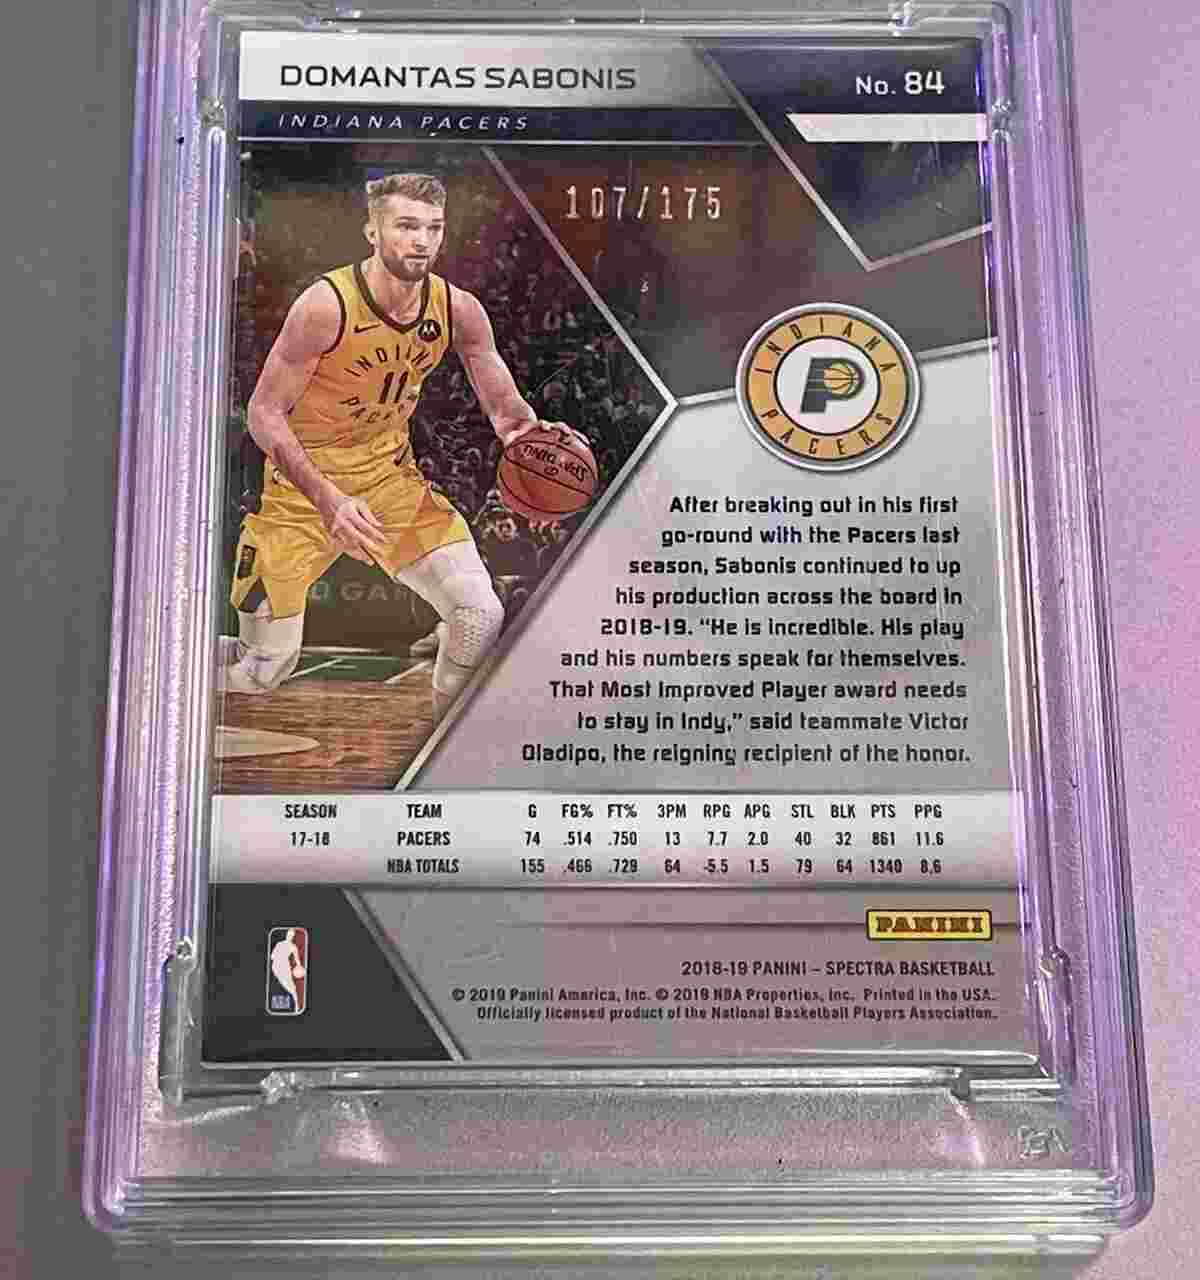 DOMANTAS SABONIS
No. 84
INDIANA PACERS
107/175
INDIANA
11
PACERS
SPALDING
INDIANA
P
PACERS
After breaking out in his first
go-round with the Pacers last
season, Sabonis continued to up
his production across the board in
2018-19. “He is incredible. His play
and his numbers speak for themselves.
That Most Improved Player award needs
to stay in Indy,” said teammate Victor
Oladipo, the reigning recipient of the honor.
SEASON TEAM G FG% FT% 3PM RPG APG STL BLK PTS PPG
17-18 PACERS 74 .514 .750 13 7.7 2.0 40 32 861 11.6
NBA TOTALS 155 .466 .729 64 5.5 1.5 79 64 1340 8.6
PANINI
NBA
2018-19 PANINI – SPECTRA BASKETBALL
© 2019 Panini America, Inc. © 2019 NBA Properties, Inc. Printed in the USA.
Officially licensed product of the National Basketball Players Association.
PSA